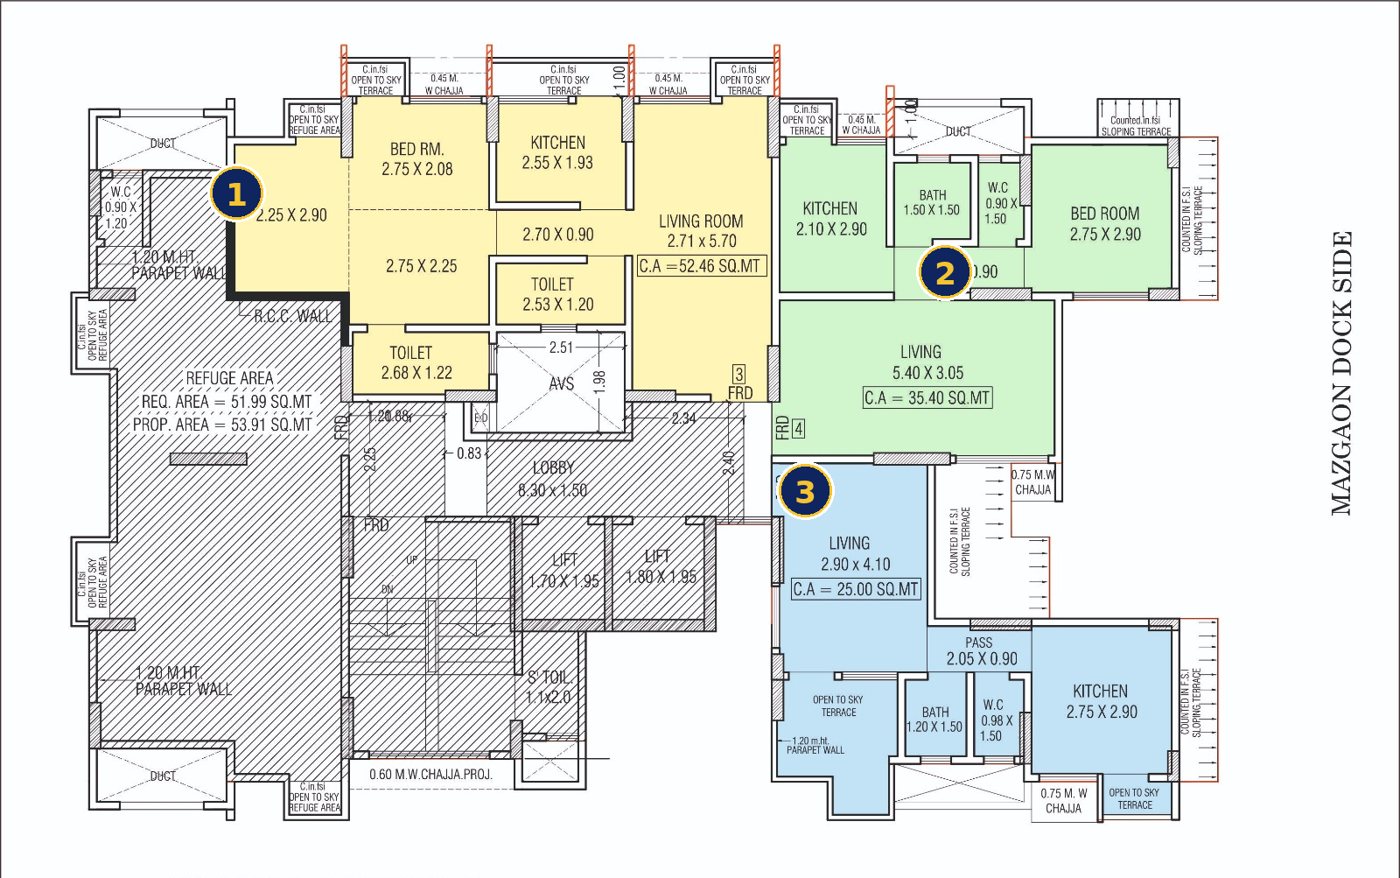 C.in.fsi
OPEN TO SKY
TERRACE
0.45 M.
W CHAJJA
C.in.fsi
OPEN TO SKY
TERRACE
1.00
0.45 M.
W CHAJJA
C.in.fsi
OPEN TO SKY
TERRACE
C.in.fsi
OPEN TO SKY
REFUGE AREA
DUCT
C.in.fsi
OPEN TO SKY
TERRACE
0.45 M.
W CHAJJA
1.00
DUCT
Counted.in.fsi
SLOPING TERRACE
W.C
0.90 X
1.20
1
2.25 X 2.90
BED RM.
2.75 X 2.08
KITCHEN
2.55 X 1.93
2.70 X 0.90
LIVING ROOM
2.71 x 5.70
C.A =52.46 SQ.MT
2.75 X 2.25
TOILET
2.53 X 1.20
TOILET
2.68 X 1.22
3
FRD
KITCHEN
2.10 X 2.90
BATH
1.50 X 1.50
W.C
0.90 X
1.50
BED ROOM
2.75 X 2.90
COUNTED IN F.S.I
SLOPING TERRACE
2
0.90
LIVING
5.40 X 3.05
C.A = 35.40 SQ.MT
FRD
4
MAZGAON DOCK SIDE
1.20 M.HT.
PARAPET WALL
R.C.C. WALL
C.in.fsi
OPEN TO SKY
REFUGE AREA
REFUGE AREA
REQ. AREA = 51.99 SQ.MT
PROP. AREA = 53.91 SQ.MT
2.51
AVS
1.98
FRD
1.20
0.83
2.25
2.34
2.40
LOBBY
8.30 x 1.50
FRD
3
LIVING
2.90 x 4.10
C.A = 25.00 SQ.MT
0.75 M.W
CHAJJA
COUNTED IN F.S.I
SLOPING TERRACE
C.in.fsi
OPEN TO SKY
REFUGE AREA
UP
DN
LIFT
1.70 X 1.95
LIFT
1.80 X 1.95
1.20 M.HT.
PARAPET WALL
S' TOIL.
1.1x2.0
PASS
2.05 X 0.90
KITCHEN
2.75 X 2.90
COUNTED IN F.S.I
SLOPING TERRACE
OPEN TO SKY
TERRACE
BATH
1.20 X 1.50
W.C
0.98 X
1.50
1.20 m.ht.
PARAPET WALL
DUCT
C.in.fsi
OPEN TO SKY
REFUGE AREA
0.60 M.W.CHAJJA.PROJ.
0.75 M. W
CHAJJA
OPEN TO SKY
TERRACE